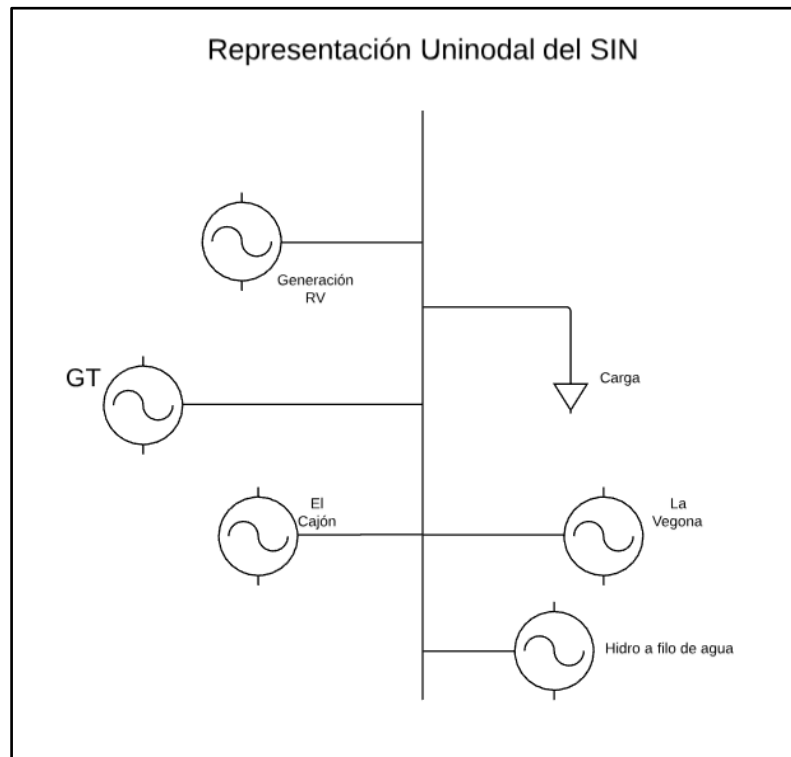 Representación Uninodal del SIN
Generación
RV
GT
Carga
El
Cajón
La
Vegona
Hidro a filo de agua